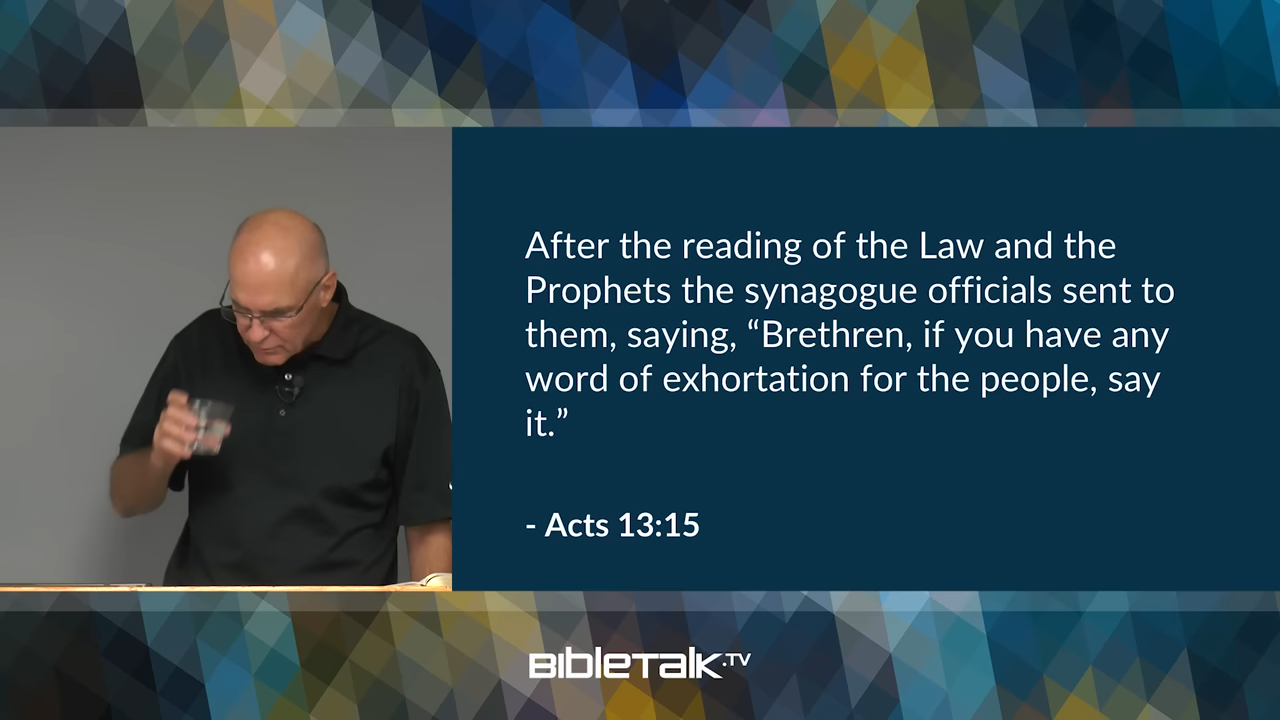 After the reading of the Law and the
Prophets the synagogue officials sent to
them, saying, “Brethren, if you have any
word of exhortation for the people, say
it.”
- Acts 13:15
BIBLETALK.TV